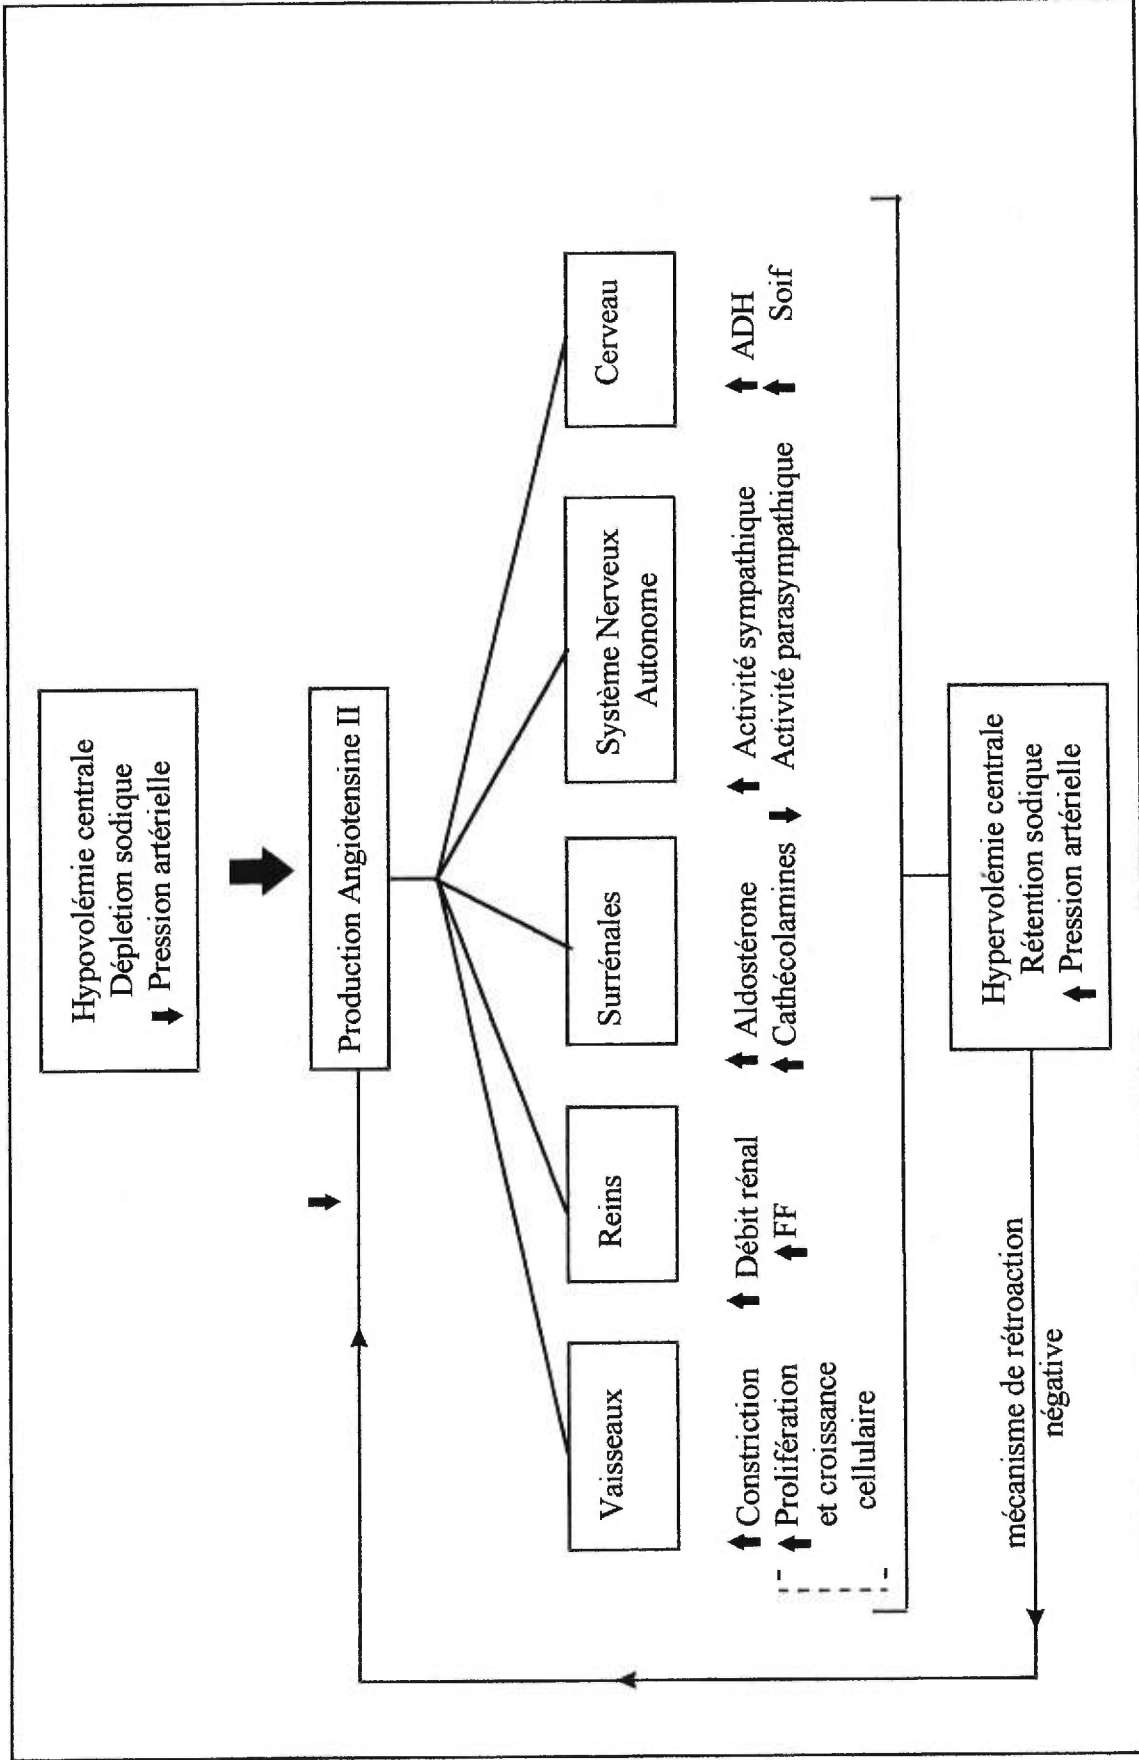 Hypovolémie centrale
Déplétion sodique
Pression artérielle
Production Angiotensine II
Vaisseaux
Reins
Surrénales
Système Nerveux
Autonome
Cerveau
Constriction
Prolifération
et croissance
cellulaire
Débit rénal
FF
Aldostérone
Cathécolamines
Activité sympathique
Activité parasympathique
ADH
Soif
Hypervolémie centrale
Rétention sodique
Pression artérielle
mécanisme de rétroaction
négative